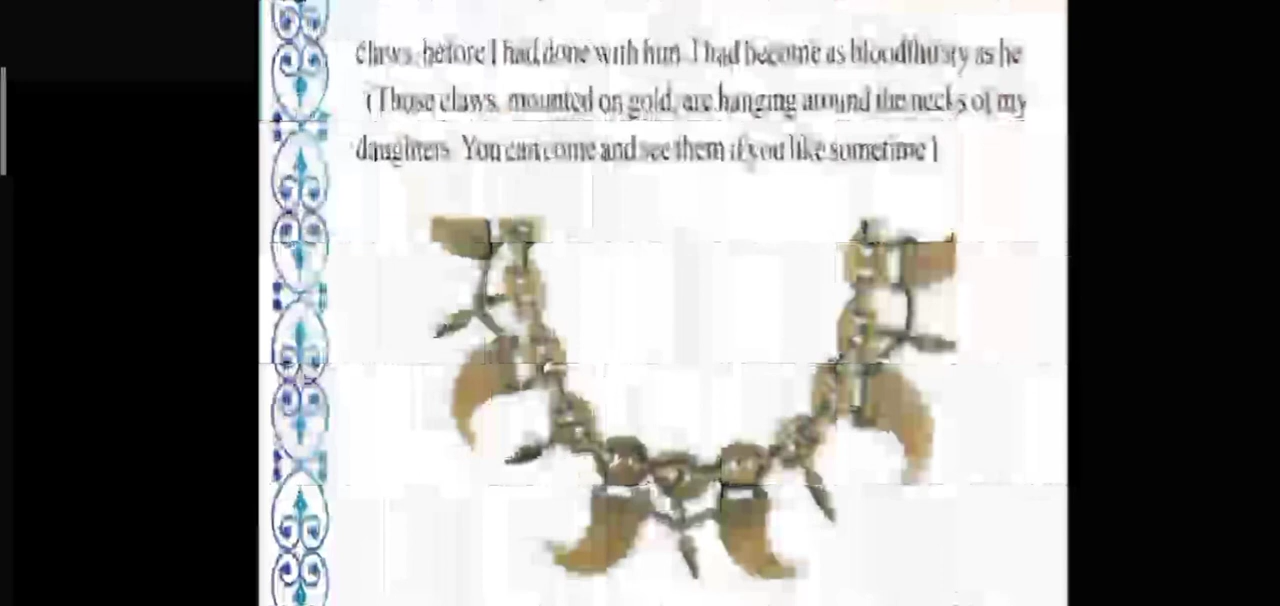 claws, before I had done with him. I had become as bloodthirsty as he
(Those claws, mounted on gold, are hanging around the necks of my
daughters. You can come and see them if you like sometime.)